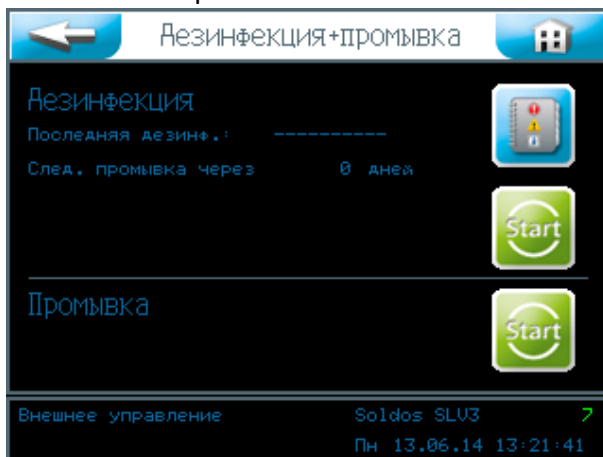 Дезинфекция+промывка
Дезинфекция
Последняя дезинф.: ----------
След. промывка через 0 дней
Start
Промывка
Start
Внешнее управление Soldos SLV3 7
Пн 13.06.14 13:21:41